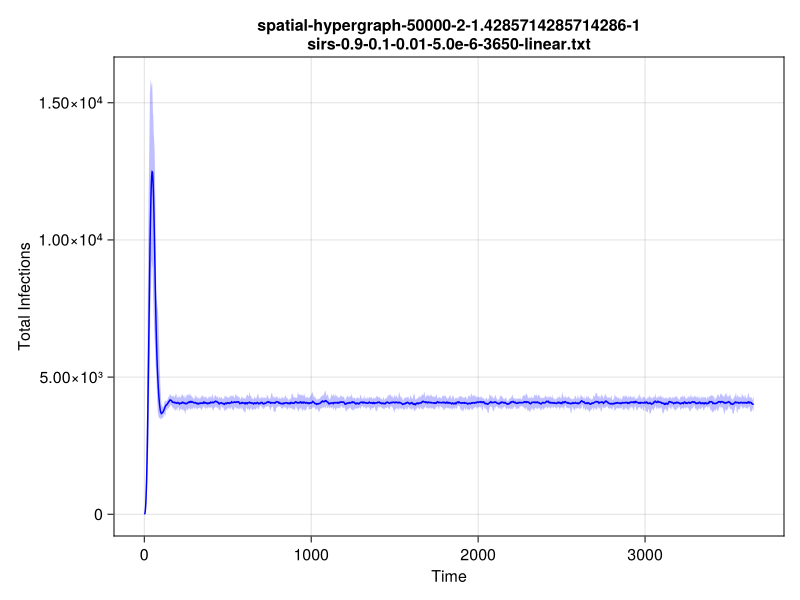 spatial-hypergraph-50000-2-1.4285714285714286-1
sirs-0.9-0.1-0.01-5.0e-6-3650-linear.txt
1.50×10⁴
1.00×10⁴
5.00×10³
0
Total Infections
0 1000 2000 3000
Time